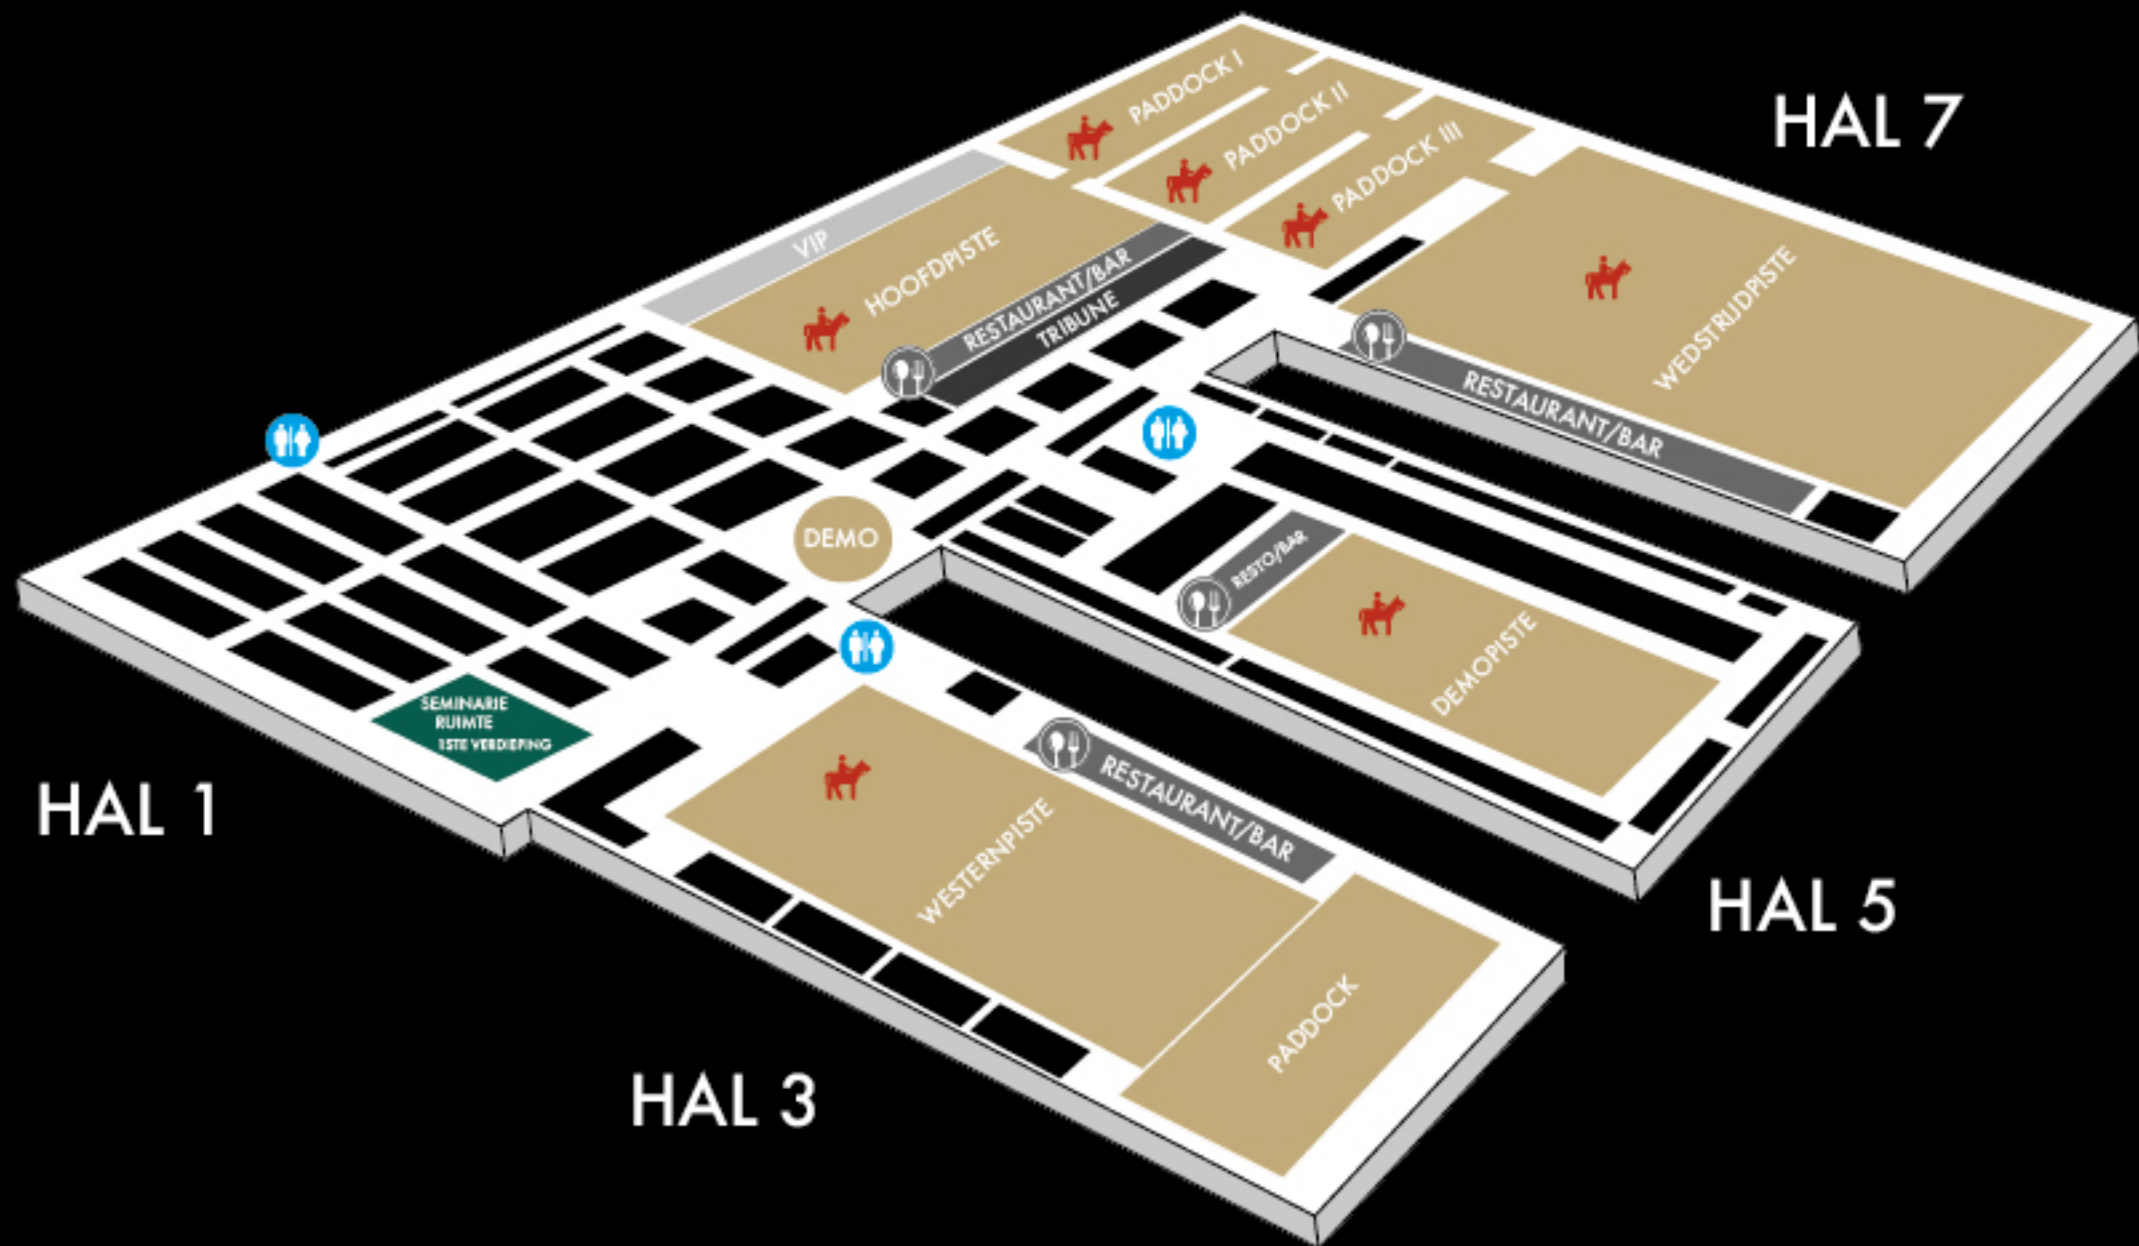 PADDOCK I
PADDOCK II
PADDOCK III
HAL 7
VIP
HOOFDPISTE
RESTAURANT/BAR
TRIBUNE
WEDSTRIJDPISTE
RESTAURANT/BAR
DEMO
RESTO/BAR
DEMOPISTE
SEMINARIE
RUIMTE
1STE VERDIEPING
HAL 1
WESTERNPISTE
RESTAURANT/BAR
HAL 5
PADDOCK
HAL 3